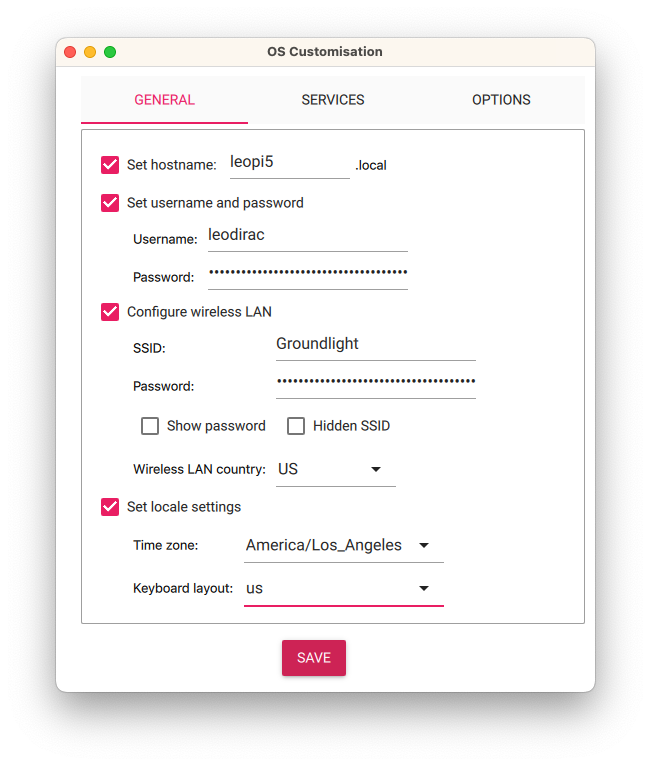 OS Customisation
GENERAL SERVICES OPTIONS
Set hostname: leopi5 .local
Set username and password
Username: leodirac
Password: •••••••••••••••••••••••••••••••••••••
Configure wireless LAN
SSID: Groundlight
Password: •••••••••••••••••••••••••••••••••••••
Show password Hidden SSID
Wireless LAN country: US
Set locale settings
Time zone: America/Los_Angeles
Keyboard layout: us
SAVE